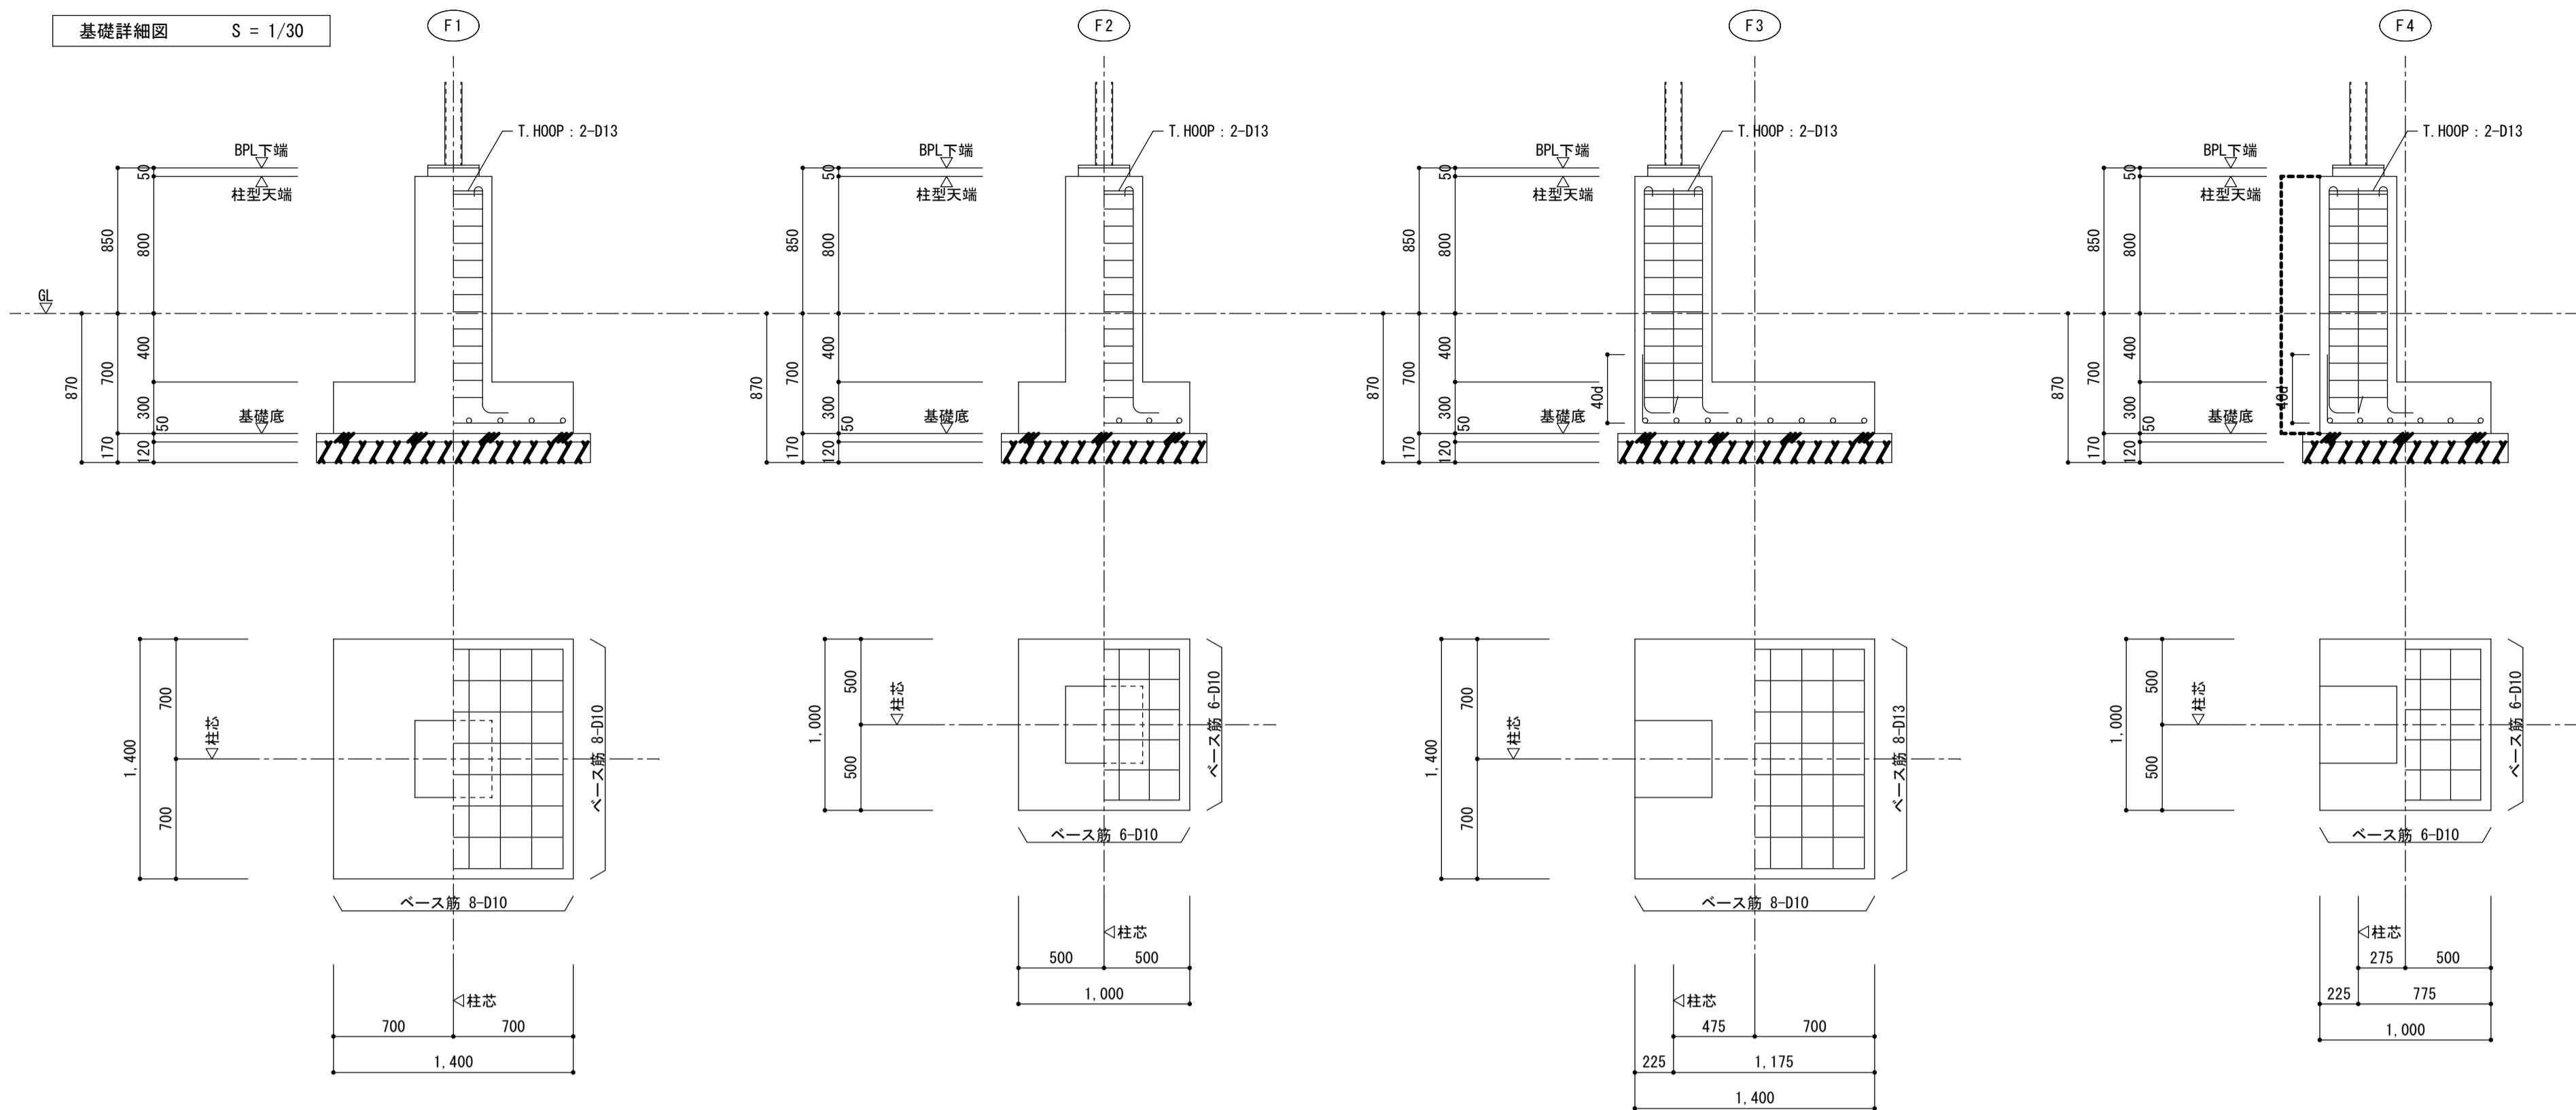 基礎詳細図 S = 1/30
F1
F2
F3
F4
T.HOOP : 2-D13
BPL下端
柱型天端
GL
基礎底
50
800
850
400
700
300
870
50
170
120
T.HOOP : 2-D13
BPL下端
柱型天端
基礎底
50
800
850
400
700
300
870
50
170
120
T.HOOP : 2-D13
BPL下端
柱型天端
基礎底
50
800
850
400
700
300
870
50
170
120
40d
T.HOOP : 2-D13
BPL下端
柱型天端
基礎底
50
800
850
400
700
300
870
50
170
120
40d
1,400
700
700
柱芯
ベース筋 8-D10
ベース筋 8-D10
柱芯
700
700
1,400
1,000
500
500
柱芯
ベース筋 6-D10
ベース筋 6-D10
柱芯
500
500
1,000
1,400
700
700
柱芯
ベース筋 8-D13
ベース筋 8-D10
柱芯
475
700
225
1,175
1,400
1,000
500
500
柱芯
ベース筋 6-D10
ベース筋 6-D10
柱芯
275
500
225
775
1,000